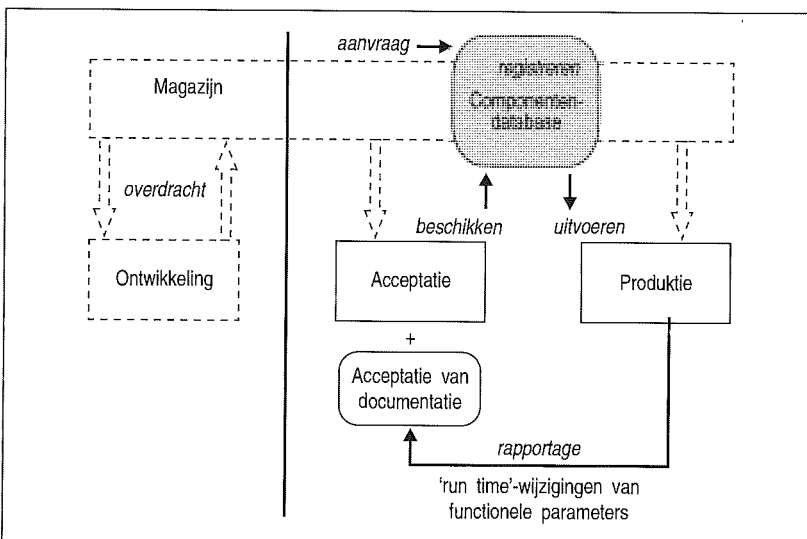 aanvraag
registreren
Magazijn
Componenten-
database
overdracht
beschikken
uitvoeren
Ontwikkeling
Acceptatie
Produktie
+
Acceptatie van
documentatie
rapportage
'run time'-wijzigingen van
functionele parameters